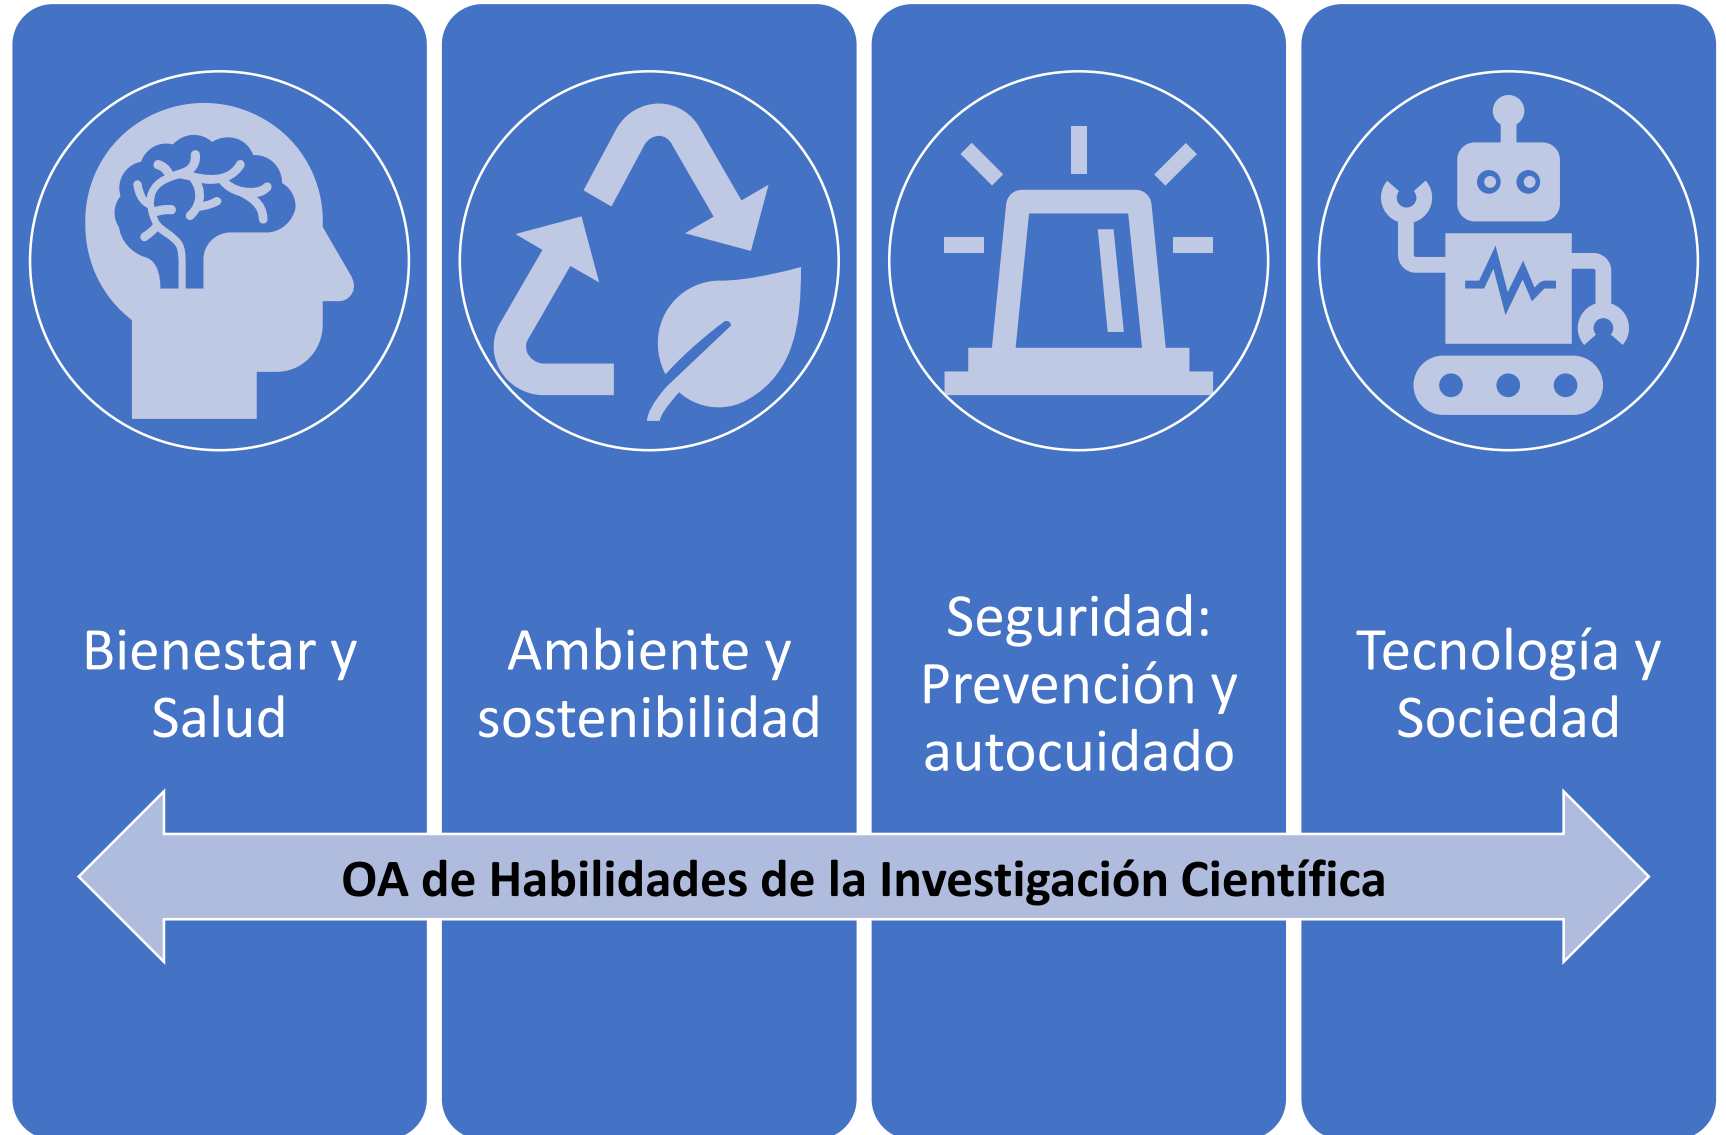 Bienestar y
Salud
Ambiente y
sostenibilidad
Seguridad:
Prevención y
autocuidado
Tecnología y
Sociedad
OA de Habilidades de la Investigación Científica